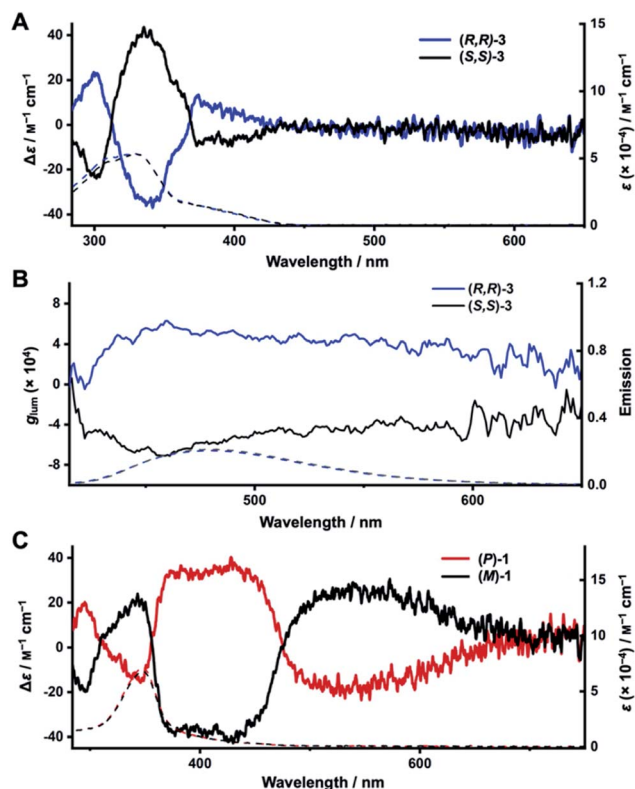 A
40
20
0
-20
-40
Δε / M⁻¹ cm⁻¹
(R,R)-3
(S,S)-3
15
10
5
0
ε (× 10⁻⁴) / M⁻¹ cm⁻¹
300
400
500
600
Wavelength / nm
B
8
4
0
-4
-8
glum (× 10⁴)
(R,R)-3
(S,S)-3
1.2
0.8
0.4
0.0
Emission
500
600
Wavelength / nm
C
40
20
0
-20
-40
Δε / M⁻¹ cm⁻¹
(P)-1
(M)-1
15
10
5
0
ε (× 10⁻⁴) / M⁻¹ cm⁻¹
400
600
Wavelength / nm